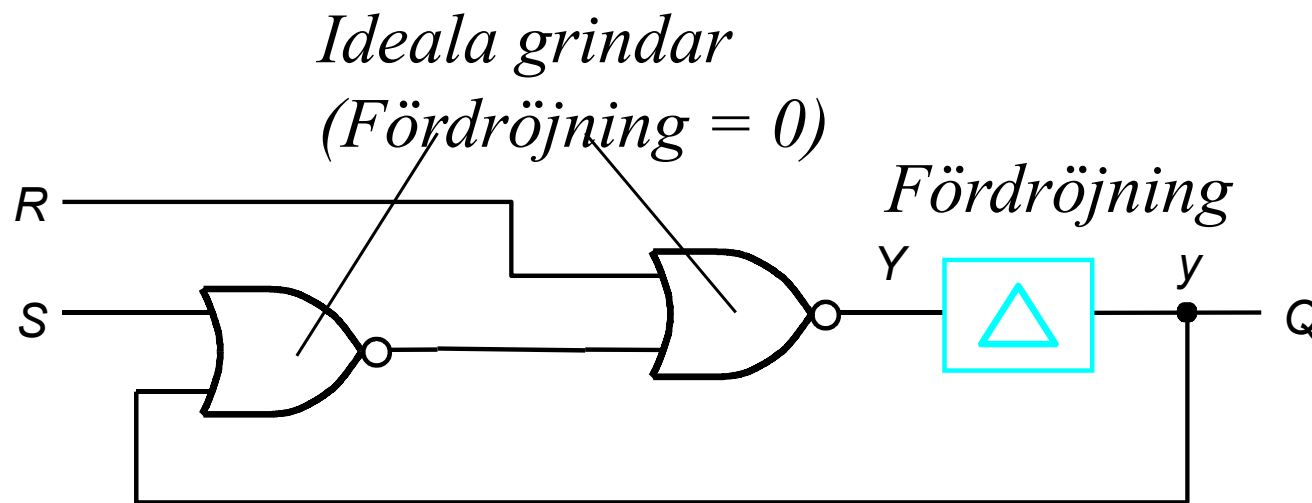 Ideala grindar
(Fördröjning = 0)
Fördröjning
R
Y
y
S
Q